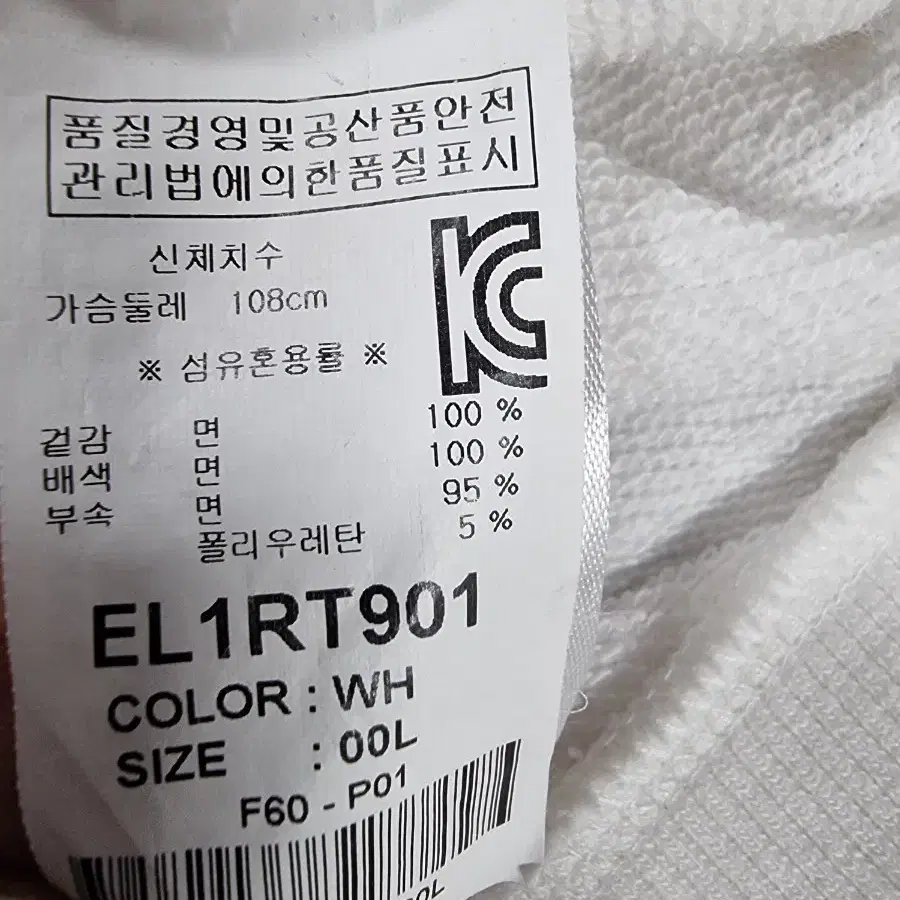 품질경영및공산품안전
관리법에의한품질표시
KC
신체치수
가슴둘레 108cm
※ 섬유혼용률 ※
겉감 면 100 %
배색 면 100 %
부속 면 95 %
폴리우레탄 5 %
EL1RT901
COLOR : WH
SIZE : 00L
F60 - P01